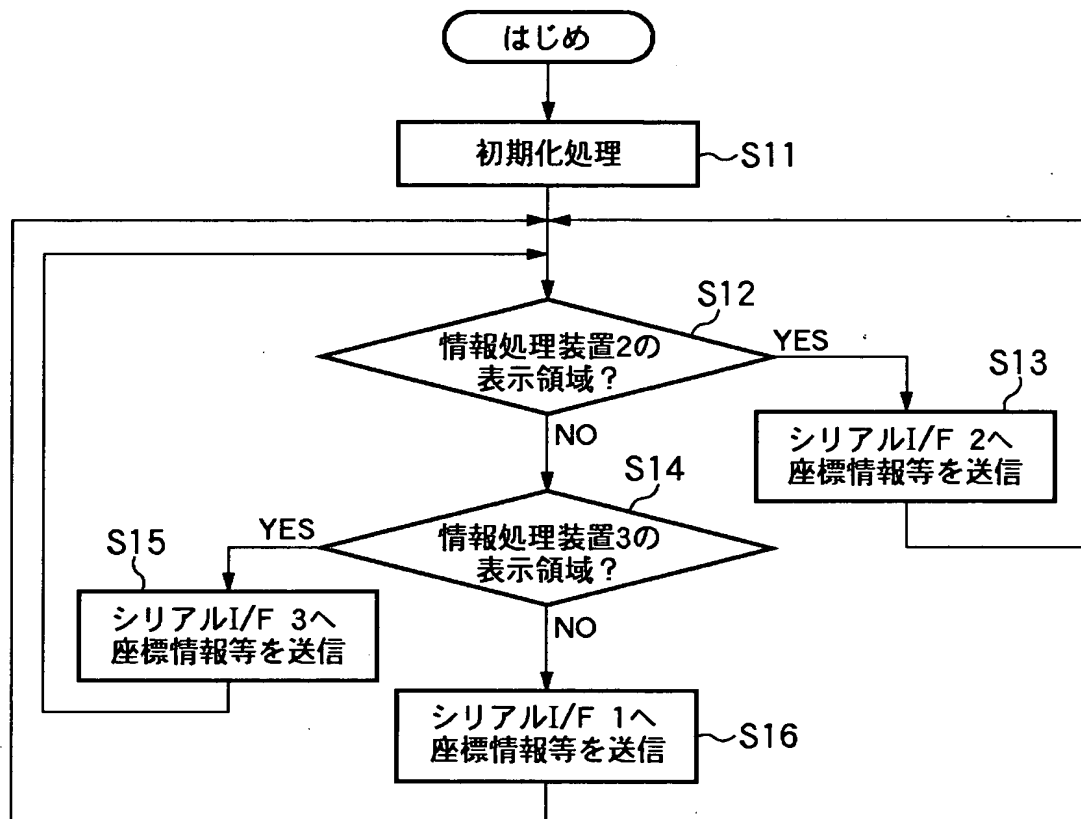 はじめ
初期化処理
S11
S12
情報処理装置2の
表示領域?
YES
S13
シリアルI/F 2へ
座標情報等を送信
NO
S14
情報処理装置3の
表示領域?
YES
S15
シリアルI/F 3へ
座標情報等を送信
NO
シリアルI/F 1へ
座標情報等を送信
S16